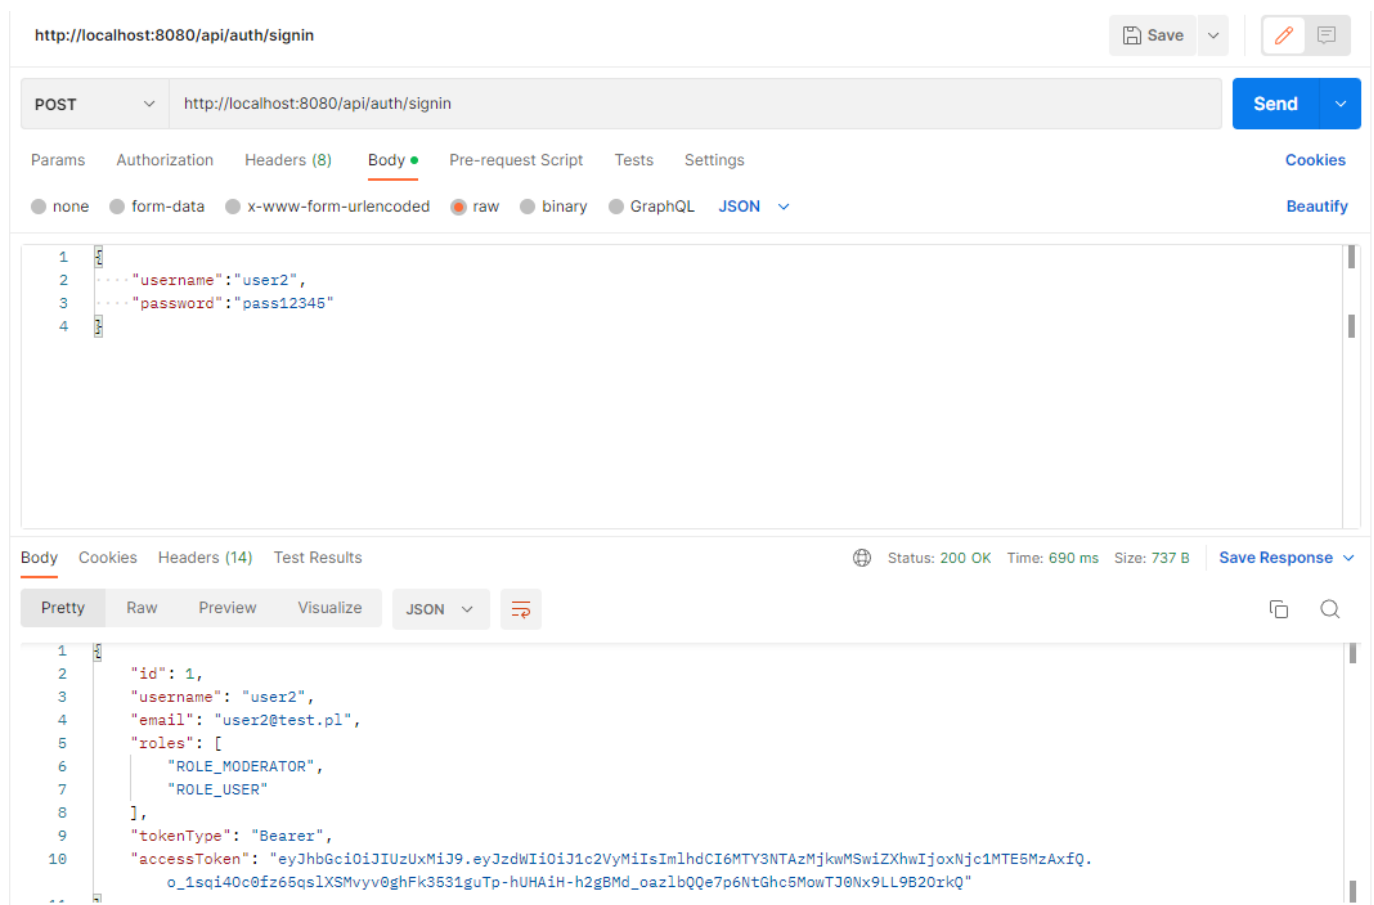 http://localhost:8080/api/auth/signin
Save
POST
http://localhost:8080/api/auth/signin
Send
Params Authorization Headers (8) Body Pre-request Script Tests Settings Cookies
none form-data x-www-form-urlencoded raw binary GraphQL JSON Beautify
1 {
2 ····"username":"user2",
3 ····"password":"pass12345"
4 }
Body Cookies Headers (14) Test Results Status: 200 OK Time: 690 ms Size: 737 B Save Response
Pretty Raw Preview Visualize JSON
1 {
2 "id": 1,
3 "username": "user2",
4 "email": "user2@test.pl",
5 "roles": [
6 "ROLE_MODERATOR",
7 "ROLE_USER"
8 ],
9 "tokenType": "Bearer",
10 "accessToken": "eyJhbGciOiJIUzUxMiJ9.eyJzdWIiOiJ1c2VyMiIsImlhdCI6MTY3NTAzMjkwMSwiZXhwIjoxNjc1MTE5MzAxfQ.
o_1sqi4Oc0fz65qslXSMvyv0ghFk3531guTp-hUHAiH-h2gBMd_oazlbQQe7p6NtGhc5MowTJ0Nx9LL9B2OrkQ"
11 }